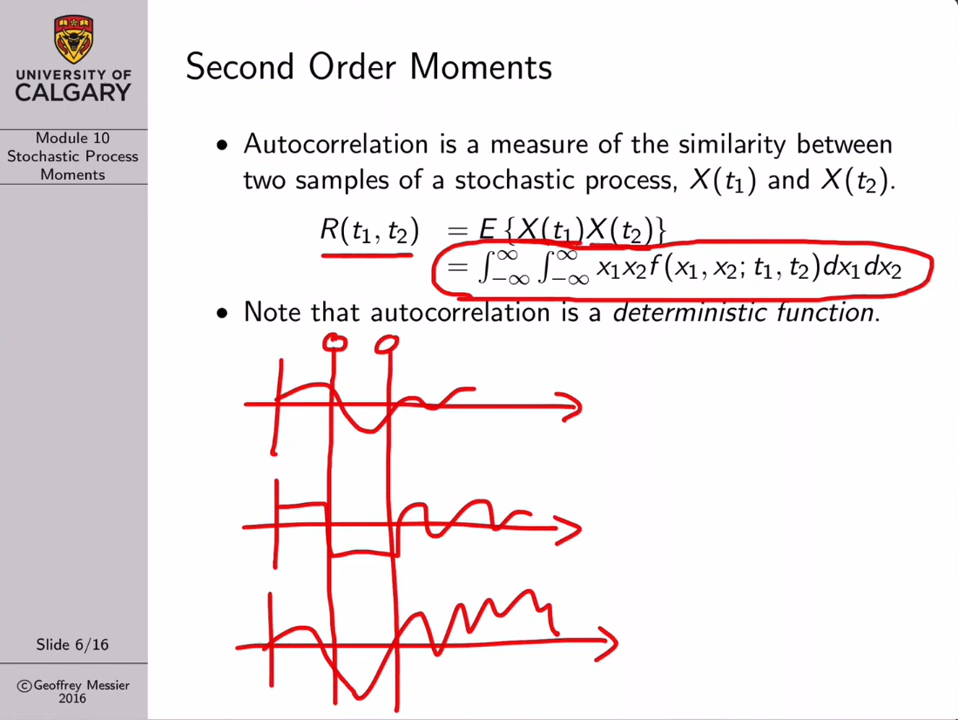 UNIVERSITY OF
CALGARY
Module 10
Stochastic Process
Moments
Slide 6/16
©Geoffrey Messier
2016
Second Order Moments
• Autocorrelation is a measure of the similarity between
two samples of a stochastic process, X(t₁) and X(t₂).
R(t₁, t₂) = E {X(t₁)X(t₂)}
= ∫₋∞^∞ ∫₋∞^∞ x₁x₂f(x₁, x₂; t₁, t₂)dx₁dx₂
• Note that autocorrelation is a deterministic function.